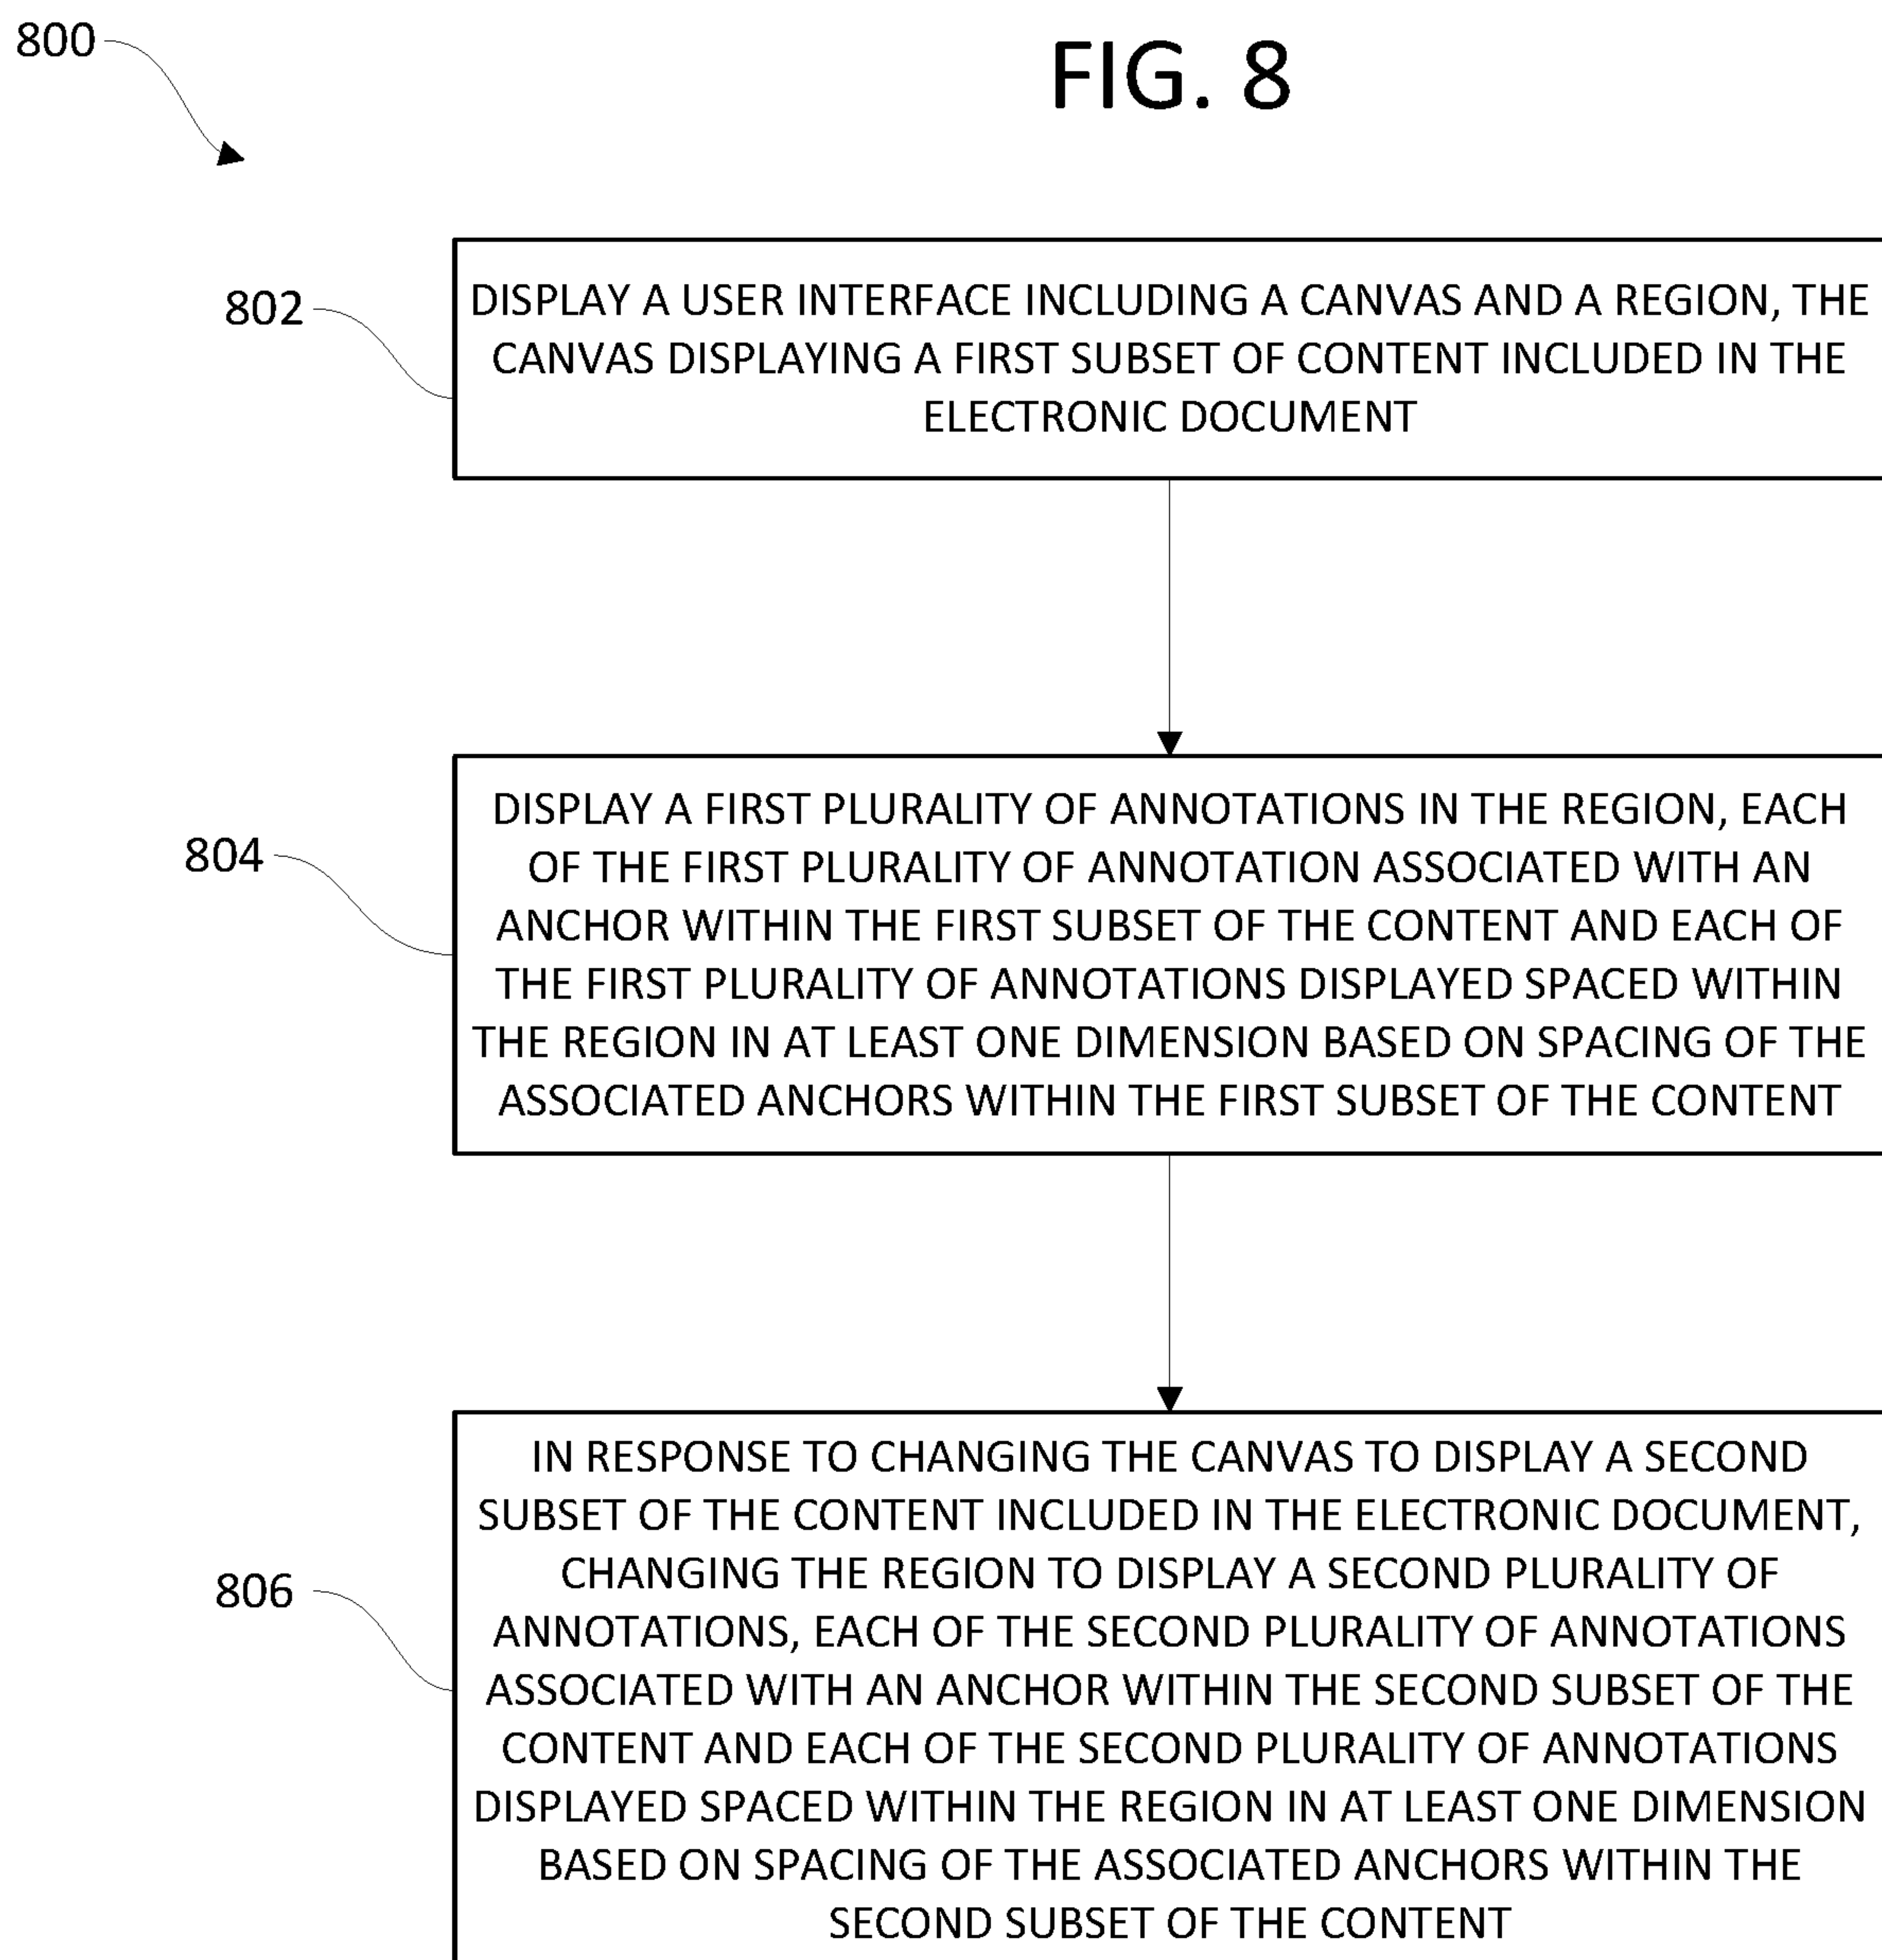 800
FIG. 8
802
DISPLAY A USER INTERFACE INCLUDING A CANVAS AND A REGION, THE
CANVAS DISPLAYING A FIRST SUBSET OF CONTENT INCLUDED IN THE
ELECTRONIC DOCUMENT
804
DISPLAY A FIRST PLURALITY OF ANNOTATIONS IN THE REGION, EACH
OF THE FIRST PLURALITY OF ANNOTATION ASSOCIATED WITH AN
ANCHOR WITHIN THE FIRST SUBSET OF THE CONTENT AND EACH OF
THE FIRST PLURALITY OF ANNOTATIONS DISPLAYED SPACED WITHIN
THE REGION IN AT LEAST ONE DIMENSION BASED ON SPACING OF THE
ASSOCIATED ANCHORS WITHIN THE FIRST SUBSET OF THE CONTENT
806
IN RESPONSE TO CHANGING THE CANVAS TO DISPLAY A SECOND
SUBSET OF THE CONTENT INCLUDED IN THE ELECTRONIC DOCUMENT,
CHANGING THE REGION TO DISPLAY A SECOND PLURALITY OF
ANNOTATIONS, EACH OF THE SECOND PLURALITY OF ANNOTATIONS
ASSOCIATED WITH AN ANCHOR WITHIN THE SECOND SUBSET OF THE
CONTENT AND EACH OF THE SECOND PLURALITY OF ANNOTATIONS
DISPLAYED SPACED WITHIN THE REGION IN AT LEAST ONE DIMENSION
BASED ON SPACING OF THE ASSOCIATED ANCHORS WITHIN THE
SECOND SUBSET OF THE CONTENT